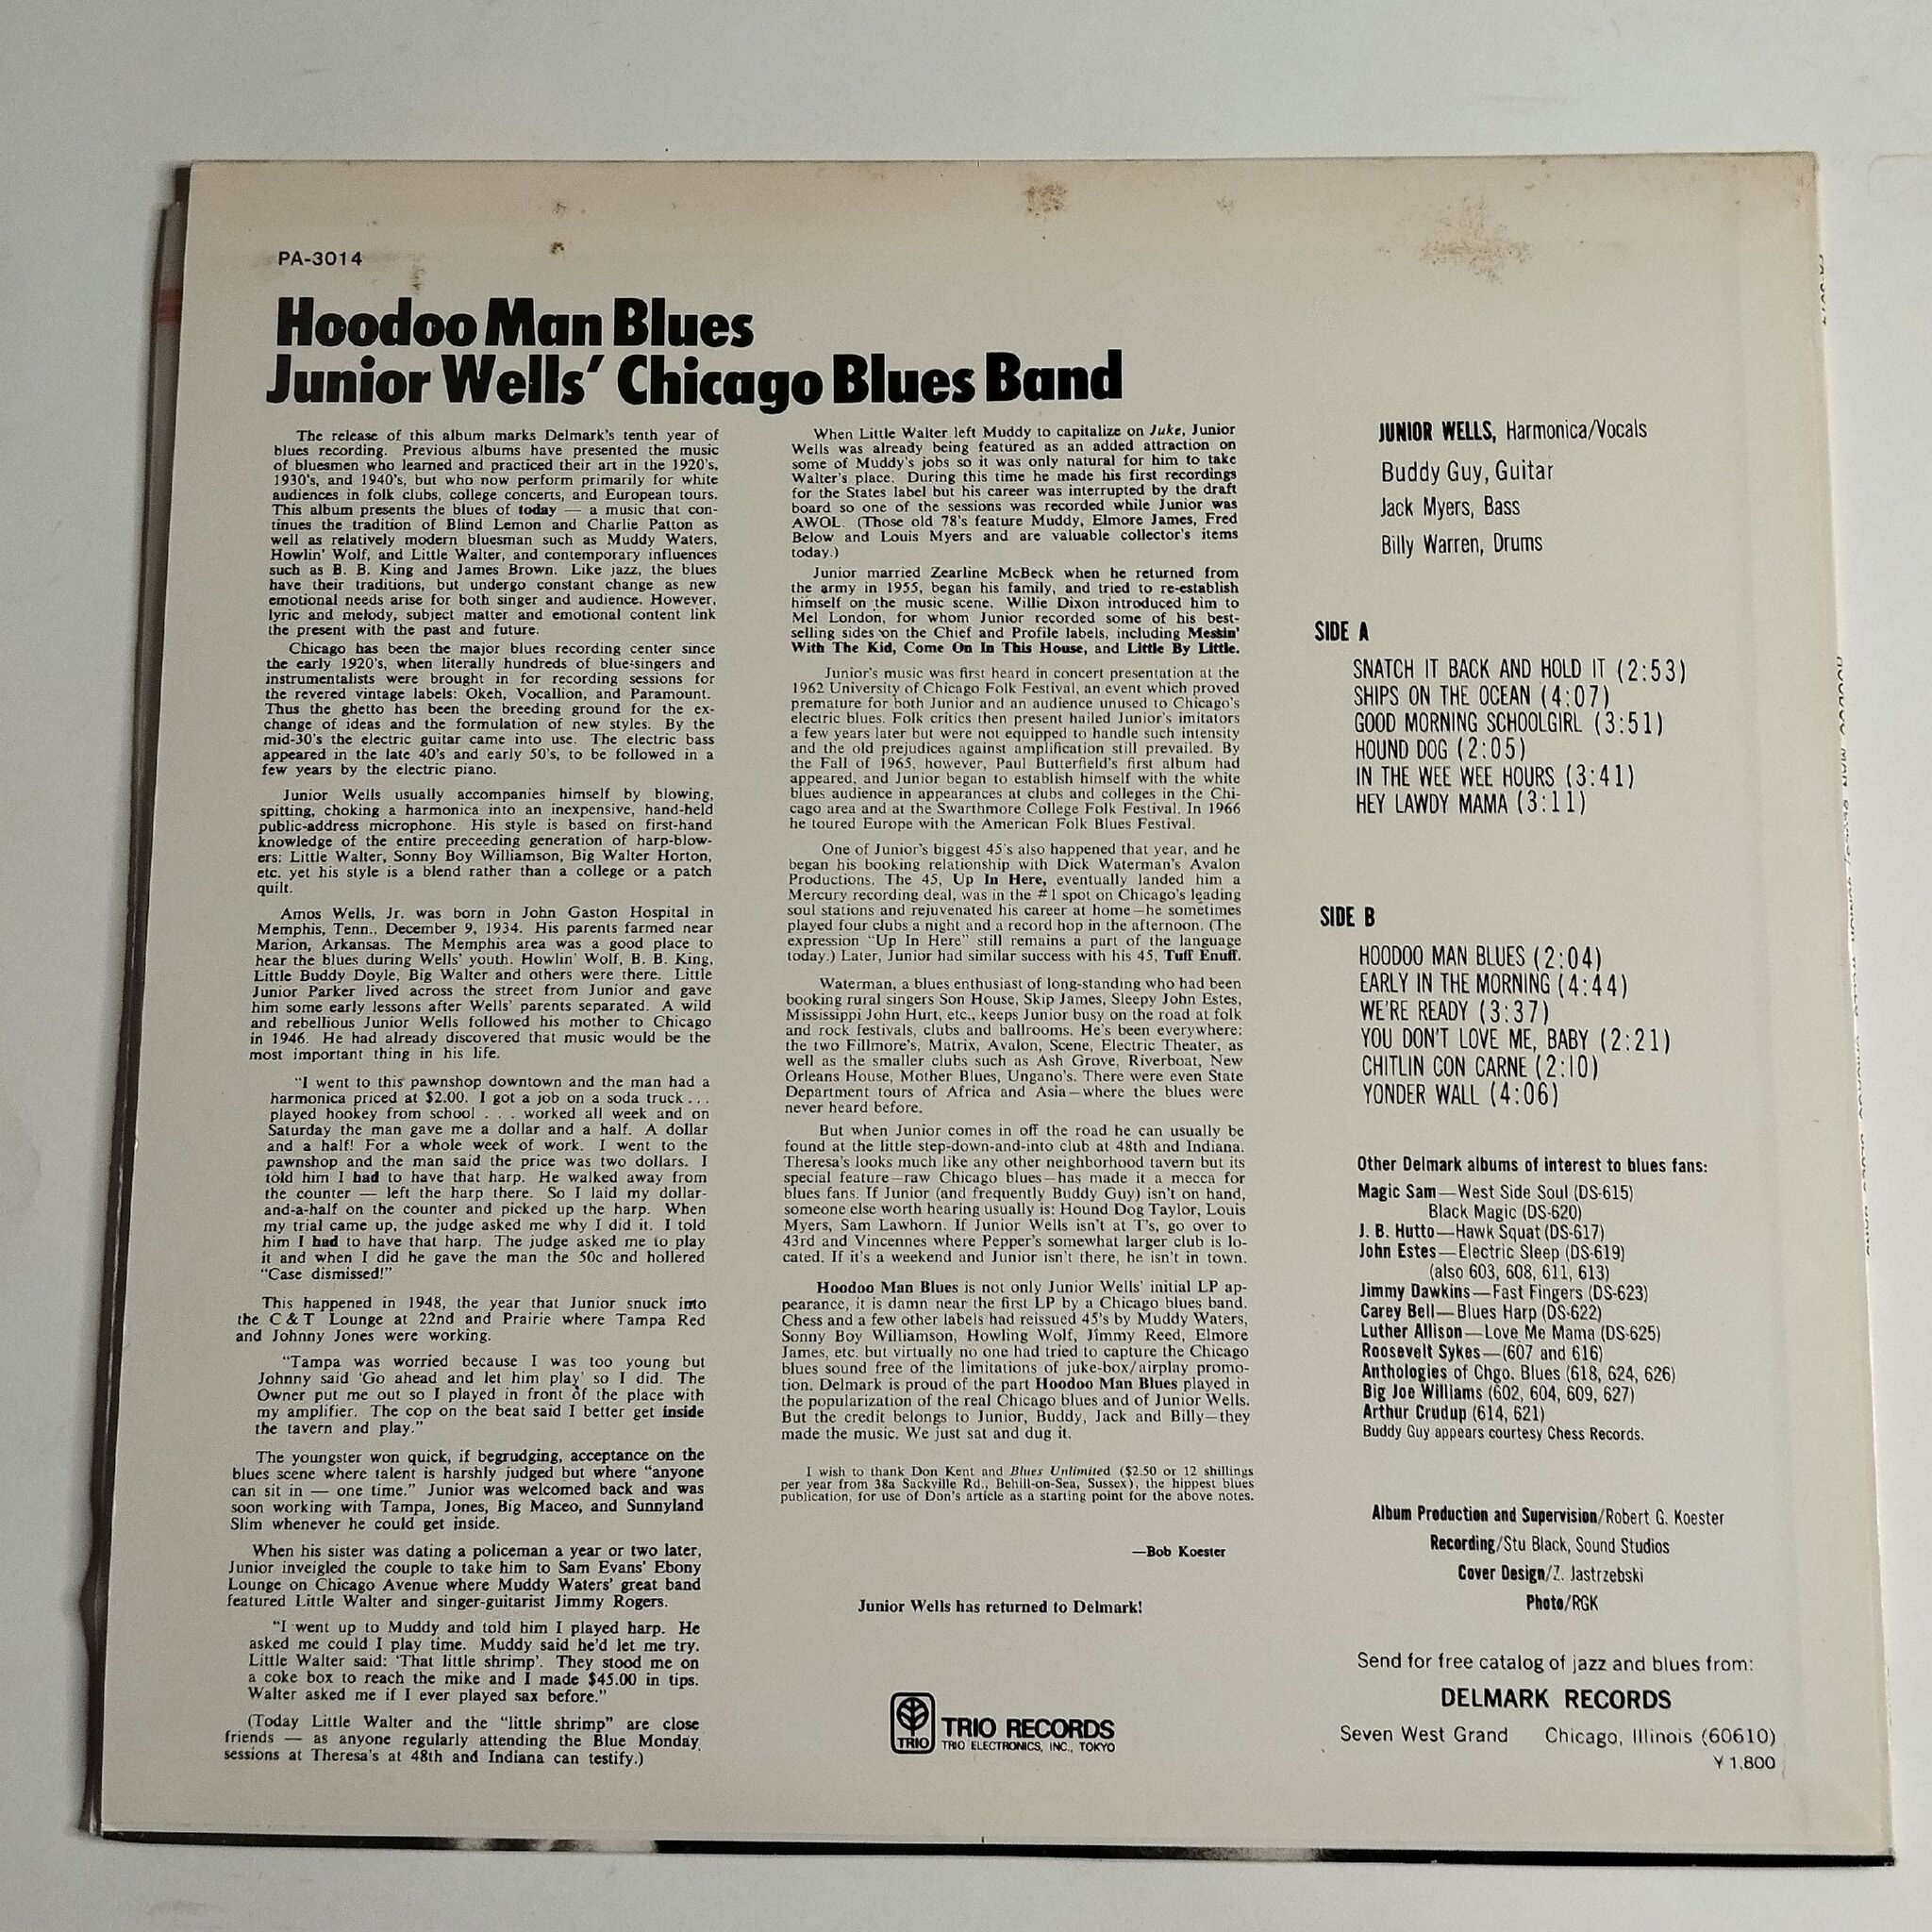 PA-3014
Hoodoo Man Blues
Junior Wells' Chicago Blues Band
The release of this album marks Delmark's tenth year of
blues recording. Previous albums have presented the music
of bluesmen who learned and practiced their art in the 1920's,
1930's, and 1940's, but who now perform primarily for white
audiences in folk clubs, college concerts, and European tours.
This album presents the blues of today — a music that con-
tinues the tradition of Blind Lemon and Charlie Patton as
well as relatively modern bluesman such as Muddy Waters,
Howlin' Wolf, and Little Walter, and contemporary influences
such as B. B. King and James Brown. Like jazz, the blues
have their traditions, but undergo constant change as new
emotional needs arise for both singer and audience. However,
lyric and melody, subject matter and emotional content link
the present with the past and future.
Chicago has been the major blues recording center since
the early 1920's, when literally hundreds of blue-singers and
instrumentalists were brought in for recording sessions for
the revered vintage labels: Okeh, Vocallion, and Paramount.
Thus the ghetto has been the breeding ground for the ex-
change of ideas and the formulation of new styles. By the
mid-30's the electric guitar came into use. The electric bass
appeared in the late 40's and early 50's, to be followed in a
few years by the electric piano.
Junior Wells usually accompanies himself by blowing,
spitting, choking a harmonica into an inexpensive, hand-held
public-address microphone. His style is based on first-hand
knowledge of the entire preceeding generation of harp-blow-
ers: Little Walter, Sonny Boy Williamson, Big Walter Horton,
etc. yet his style is a blend rather than a college or a patch
quilt.
Amos Wells, Jr. was born in John Gaston Hospital in
Memphis, Tenn., December 9, 1934. His parents farmed near
Marion, Arkansas. The Memphis area was a good place to
hear the blues during Wells' youth. Howlin' Wolf, B. B. King,
Little Buddy Doyle, Big Walter and others were there. Little
Junior Parker lived across the street from Junior and gave
him some early lessons after Wells' parents separated. A wild
and rebellious Junior Wells followed his mother to Chicago
in 1946. He had already discovered that music would be the
most important thing in his life.
"I went to this pawnshop downtown and the man had a
harmonica priced at $2.00. I got a job on a soda truck . . .
played hookey from school . . . worked all week and on
Saturday the man gave me a dollar and a half. A dollar
and a half! For a whole week of work. I went to the
pawnshop and the man said the price was two dollars. I
told him I had to have that harp. He walked away from
the counter — left the harp there. So I laid my dollar-
and-a-half on the counter and picked up the harp. When
my trial came up, the judge asked me why I did it. I told
him I had to have that harp. The judge asked me to play
it and when I did he gave the man the 50c and hollered
"Case dismissed!"
This happened in 1948, the year that Junior snuck into
the C & T Lounge at 22nd and Prairie where Tampa Red
and Johnny Jones were working.
"Tampa was worried because I was too young but
Johnny said 'Go ahead and let him play' so I did. The
Owner put me out so I played in front of the place with
my amplifier. The cop on the beat said I better get inside
the tavern and play."
The youngster won quick, if begrudging, acceptance on the
blues scene where talent is harshly judged but where "anyone
can sit in — one time." Junior was welcomed back and was
soon working with Tampa, Jones, Big Maceo, and Sunnyland
Slim whenever he could get inside.
When his sister was dating a policeman a year or two later,
Junior inveigled the couple to take him to Sam Evans' Ebony
Lounge on Chicago Avenue where Muddy Waters' great band
featured Little Walter and singer-guitarist Jimmy Rogers.
"I went up to Muddy and told him I played harp. He
asked me could I play time. Muddy said he'd let me try.
Little Walter said: 'That little shrimp'. They stood me on
a coke box to reach the mike and I made $45.00 in tips.
Walter asked me if I ever played sax before."
(Today Little Walter and the "little shrimp" are close
friends — as anyone regularly attending the Blue Monday
sessions at Theresa's at 48th and Indiana can testify.)
When Little Walter left Muddy to capitalize on Juke, Junior
Wells was already being featured as an added attraction on
some of Muddy's jobs so it was only natural for him to take
Walter's place. During this time he made his first recordings
for the States label but his career was interrupted by the draft
board so one of the sessions was recorded while Junior was
AWOL. (Those old 78's feature Muddy, Elmore James, Fred
Below and Louis Myers and are valuable collector's items
today.)
Junior married Zearline McBeck when he returned from
the army in 1955, began his family, and tried to re-establish
himself on the music scene. Willie Dixon introduced him to
Mel London, for whom Junior recorded some of his best-
selling sides on the Chief and Profile labels, including Messin'
With The Kid, Come On In This House, and Little By Little.
Junior's music was first heard in concert presentation at the
1962 University of Chicago Folk Festival, an event which proved
premature for both Junior and an audience unused to Chicago's
electric blues. Folk critics then present hailed Junior's imitators
a few years later but were not equipped to handle such intensity
and the old prejudices against amplification still prevailed. By
the Fall of 1965, however, Paul Butterfield's first album had
appeared, and Junior began to establish himself with the white
blues audience in appearances at clubs and colleges in the Chi-
cago area and at the Swarthmore College Folk Festival. In 1966
he toured Europe with the American Folk Blues Festival.
One of Junior's biggest 45's also happened that year, and he
began his booking relationship with Dick Waterman's Avalon
Productions. The 45, Up In Here, eventually landed him a
Mercury recording deal, was in the #1 spot on Chicago's leading
soul stations and rejuvenated his career at home—he sometimes
played four clubs a night and a record hop in the afternoon. (The
expression "Up In Here" still remains a part of the language
today.) Later, Junior had similar success with his 45, Tuff Enuff.
Waterman, a blues enthusiast of long-standing who had been
booking rural singers Son House, Skip James, Sleepy John Estes,
Mississippi John Hurt, etc., keeps Junior busy on the road at folk
and rock festivals, clubs and ballrooms. He's been everywhere:
the two Fillmore's, Matrix, Avalon, Scene, Electric Theater, as
well as the smaller clubs such as Ash Grove, Riverboat, New
Orleans House, Mother Blues, Ungano's. There were even State
Department tours of Africa and Asia—where the blues were
never heard before.
But when Junior comes in off the road he can usually be
found at the little step-down-and-into club at 48th and Indiana.
Theresa's looks much like any other neighborhood tavern but its
special feature—raw Chicago blues—has made it a mecca for
blues fans. If Junior (and frequently Buddy Guy) isn't on hand,
someone else worth hearing usually is: Hound Dog Taylor, Louis
Myers, Sam Lawhorn. If Junior Wells isn't at T's, go over to
43rd and Vincennes where Pepper's somewhat larger club is lo-
cated. If it's a weekend and Junior isn't there, he isn't in town.
Hoodoo Man Blues is not only Junior Wells' initial LP ap-
pearance, it is damn near the first LP by a Chicago blues band.
Chess and a few other labels had reissued 45's by Muddy Waters,
Sonny Boy Williamson, Howling Wolf, Jimmy Reed, Elmore
James, etc. but virtually no one had tried to capture the Chicago
blues sound free of the limitations of juke-box/airplay promo-
tion. Delmark is proud of the part Hoodoo Man Blues played in
the popularization of the real Chicago blues and of Junior Wells.
But the credit belongs to Junior, Buddy, Jack and Billy—they
made the music. We just sat and dug it.
I wish to thank Don Kent and Blues Unlimited ($2.50 or 12 shillings
per year from 38a Sackville Rd., Behill-on-Sea, Sussex), the hippest blues
publication, for use of Don's article as a starting point for the above notes.
—Bob Koester
Junior Wells has returned to Delmark!
TRIO
TRIO RECORDS
TRIO ELECTRONICS, INC., TOKYO
JUNIOR WELLS, Harmonica/Vocals
Buddy Guy, Guitar
Jack Myers, Bass
Billy Warren, Drums
SIDE A
SNATCH IT BACK AND HOLD IT (2:53)
SHIPS ON THE OCEAN (4:07)
GOOD MORNING SCHOOLGIRL (3:51)
HOUND DOG (2:05)
IN THE WEE WEE HOURS (3:41)
HEY LAWDY MAMA (3:11)
SIDE B
HOODOO MAN BLUES (2:04)
EARLY IN THE MORNING (4:44)
WE'RE READY (3:37)
YOU DON'T LOVE ME, BABY (2:21)
CHITLIN CON CARNE (2:10)
YONDER WALL (4:06)
Other Delmark albums of interest to blues fans:
Magic Sam—West Side Soul (DS-615)
Black Magic (DS-620)
J. B. Hutto—Hawk Squat (DS-617)
John Estes—Electric Sleep (DS-619)
(also 603, 608, 611, 613)
Jimmy Dawkins—Fast Fingers (DS-623)
Carey Bell—Blues Harp (DS-622)
Luther Allison—Love Me Mama (DS-625)
Roosevelt Sykes—(607 and 616)
Anthologies of Chgo. Blues (618, 624, 626)
Big Joe Williams (602, 604, 609, 627)
Arthur Crudup (614, 621)
Buddy Guy appears courtesy Chess Records.
Album Production and Supervision/Robert G. Koester
Recording/Stu Black, Sound Studios
Cover Design/Z. Jastrzebski
Photo/RGK
Send for free catalog of jazz and blues from:
DELMARK RECORDS
Seven West Grand Chicago, Illinois (60610)
¥ 1,800